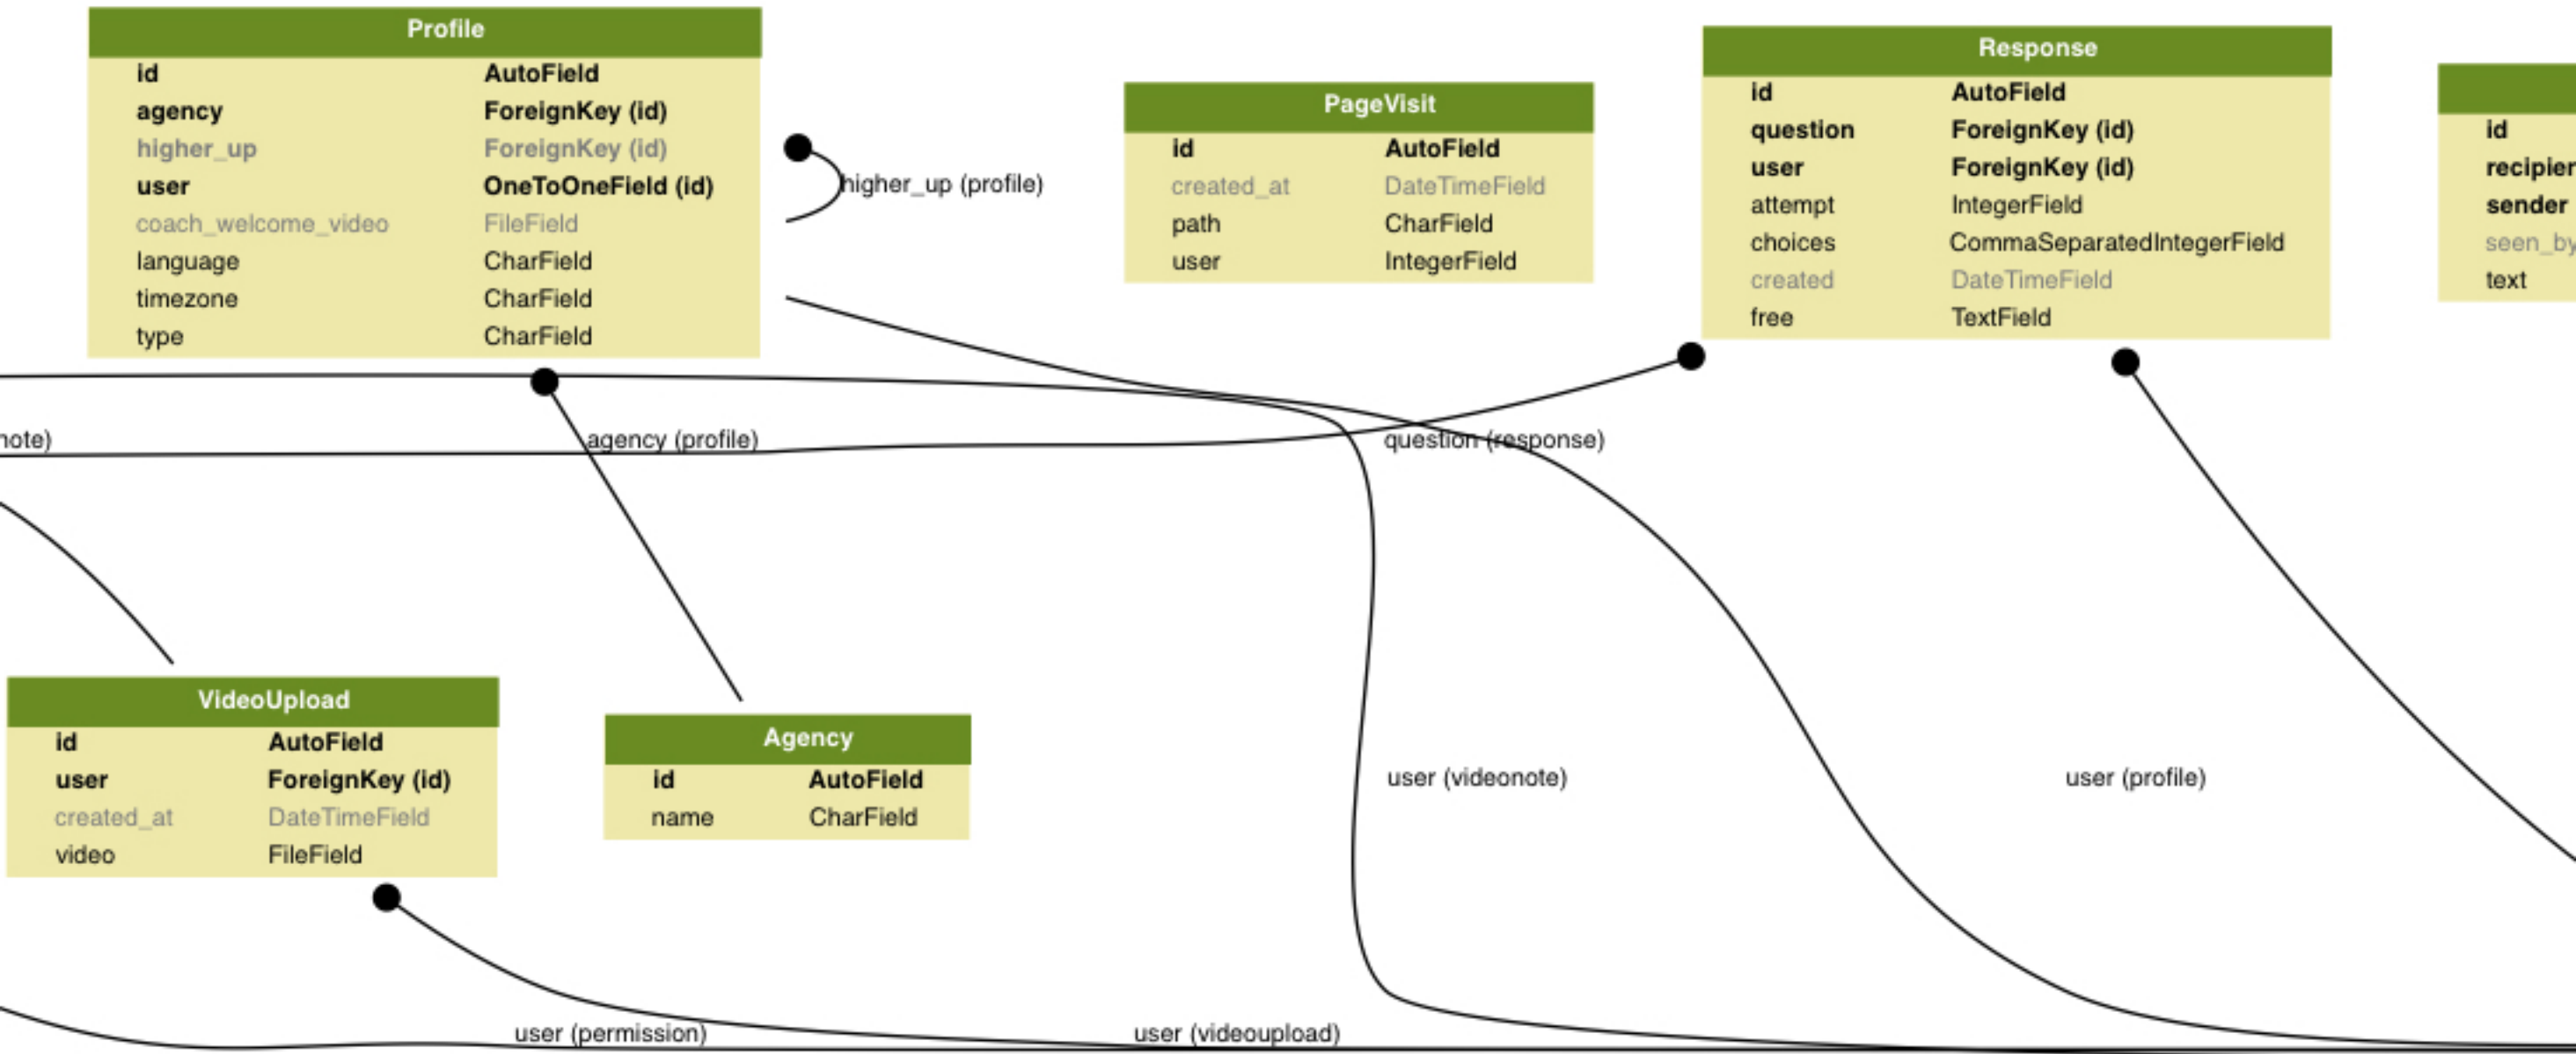 Profile
id AutoField
agency ForeignKey (id)
higher_up ForeignKey (id)
user OneToOneField (id)
coach_welcome_video FileField
language CharField
timezone CharField
type CharField
higher_up (profile)
PageVisit
id AutoField
created_at DateTimeField
path CharField
user IntegerField
Response
id AutoField
question ForeignKey (id)
user ForeignKey (id)
attempt IntegerField
choices CommaSeparatedIntegerField
created DateTimeField
free TextField
id
recipier
sender
seen_by
text
note)
agency (profile)
question (response)
VideoUpload
id AutoField
user ForeignKey (id)
created_at DateTimeField
video FileField
Agency
id AutoField
name CharField
user (videonote)
user (profile)
user (permission)
user (videoupload)